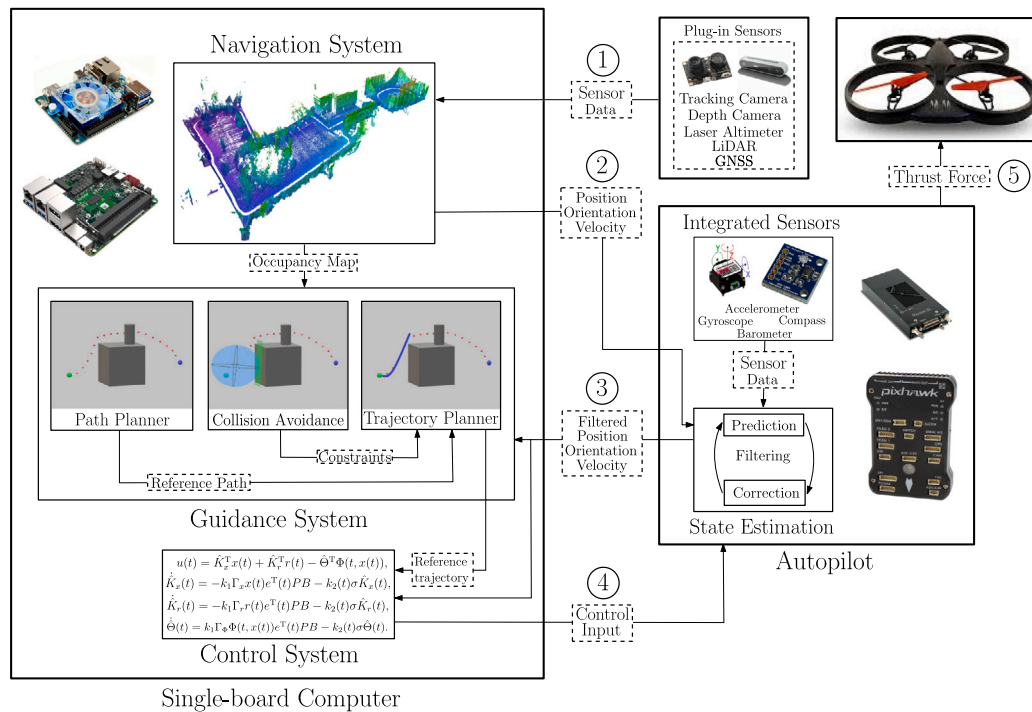 Navigation System
1
Sensor
Data
Plug-in Sensors
Tracking Camera
Depth Camera
Laser Altimeter
LiDAR
GNSS
Thrust Force
5
2
Position
Orientation
Velocity
Occupancy Map
Path Planner
Collision Avoidance
Trajectory Planner
Constraints
Reference Path
Guidance System
3
Filtered
Position
Orientation
Velocity
Integrated Sensors
Accelerometer
Gyroscope
Compass
Barometer
Sensor
Data
Prediction
Filtering
Correction
State Estimation
pixhawk
Autopilot
Reference
trajectory
u(t) = K̂ₓᵀx(t) + K̂ᵣᵀr(t) − Θ̂ᵀΦ(t, x(t)),
K̂̇ₓ(t) = −k₁Γₓx(t)eᵀ(t)PB − k₂(t)σK̂ₓ(t),
K̂̇ᵣ(t) = −k₁Γᵣr(t)eᵀ(t)PB − k₂(t)σK̂ᵣ(t),
Θ̂̇(t) = k₁Γ_ΦΦ(t, x(t))eᵀ(t)PB − k₂(t)σΘ̂(t).
Control System
4
Control
Input
Single-board Computer